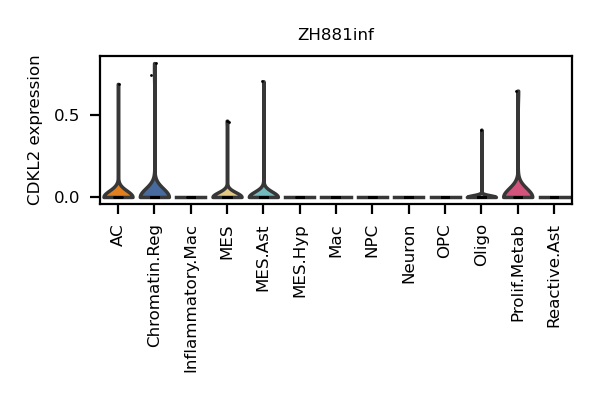 ZH881inf
CDKL2 expression
0.5
0.0
AC
Chromatin.Reg
Inflammatory.Mac
MES
MES.Ast
MES.Hyp
Mac
NPC
Neuron
OPC
Oligo
Prolif.Metab
Reactive.Ast